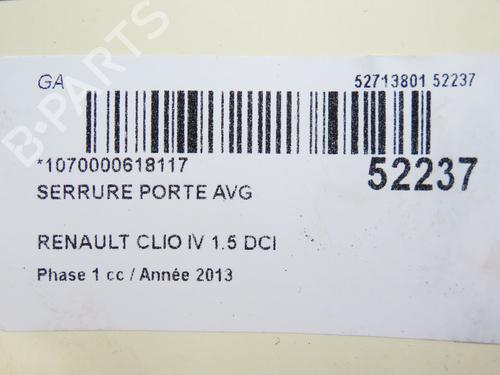 GA
52713801 52237
*1070000618117
52237
SERRURE PORTE AVG
RENAULT CLIO IV 1.5 DCI
Phase 1 cc / Année 2013
B-PARTS